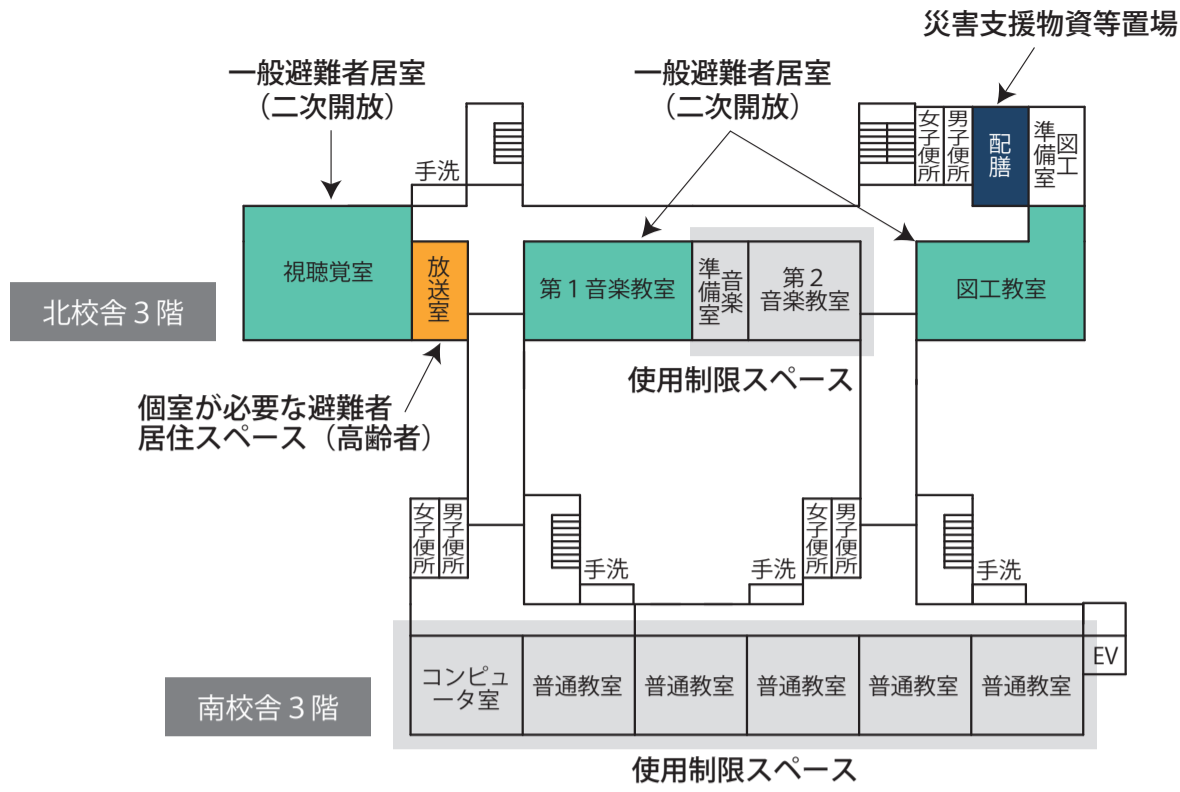 災害支援物資等置場
一般避難者居室
（二次開放）
一般避難者居室
（二次開放）
手洗
女子便所
男子便所
配膳
図工
準備室
視聴覚室
放送室
第１音楽教室
音楽
準備室
第２
音楽教室
図工教室
北校舎３階
使用制限スペース
個室が必要な避難者
居住スペース（高齢者）
女子便所
男子便所
手洗
手洗
女子便所
男子便所
手洗
EV
コンピュ
ータ室
普通教室
普通教室
普通教室
普通教室
普通教室
南校舎３階
使用制限スペース